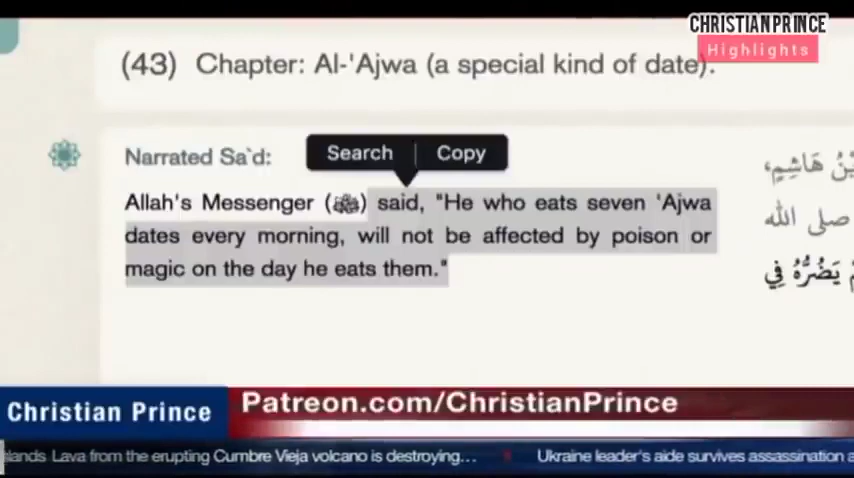 CHRISTIAN PRINCE
Highlights
(43) Chapter: Al-'Ajwa (a special kind of date).
Narrated Sa`d:
Search
Copy
Allah's Messenger (ﷺ) said, "He who eats seven 'Ajwa
dates every morning, will not be affected by poison or
magic on the day he eats them."
هَاشِمٍ،
صلى الله
يَضُرُّهُ فِي
Christian Prince
Patreon.com/ChristianPrince
Lava from the erupting Cumbre Vieja volcano is destroying...
Ukraine leader's aide survives assassination